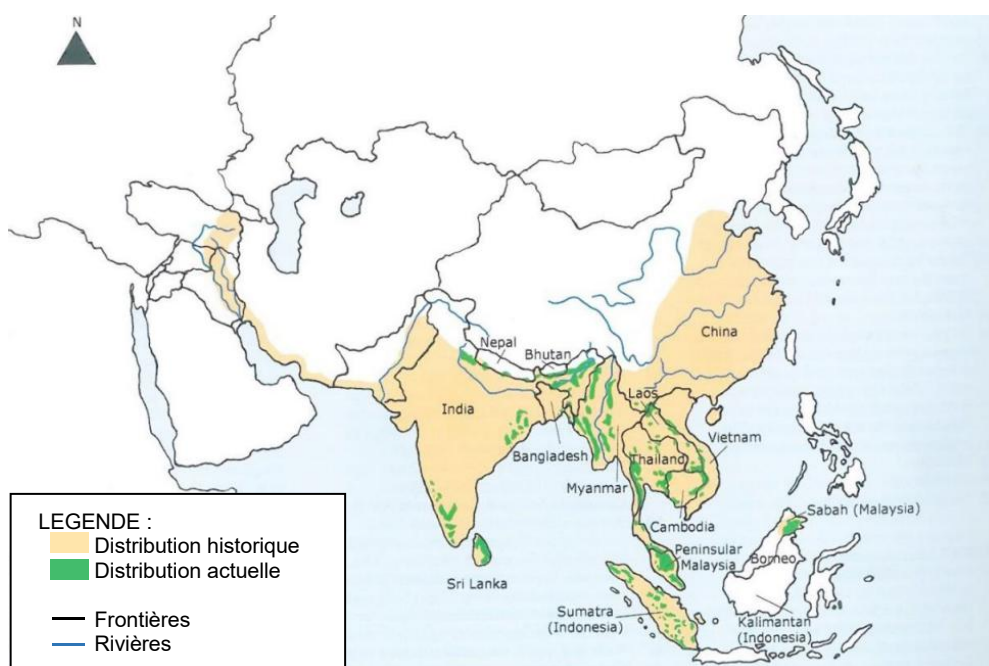 N
Nepal
Bhutan
China
India
Laos
Bangladesh
Thailand
Vietnam
Myanmar
Cambodia
Sabah (Malaysia)
Peninsular
Malaysia
Borneo
Sri Lanka
Sumatra
(Indonesia)
Kalimantan
(Indonesia)
LEGENDE :
Distribution historique
Distribution actuelle
Frontières
Rivières